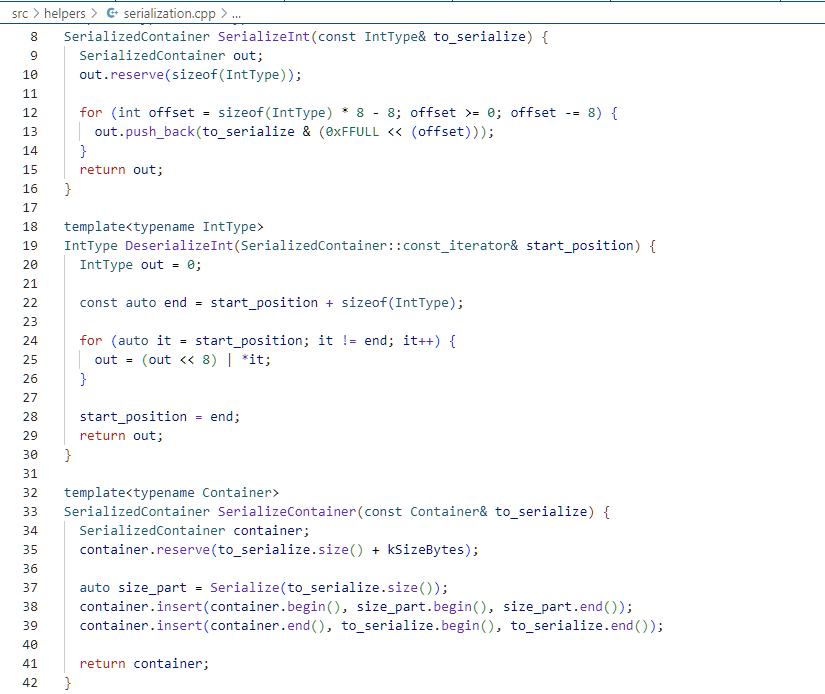 src > helpers > serialization.cpp > ...
8 SerializedContainer SerializeInt(const IntType& to_serialize) {
9   SerializedContainer out;
10   out.reserve(sizeof(IntType));
11
12   for (int offset = sizeof(IntType) * 8 - 8; offset >= 0; offset -= 8) {
13     out.push_back(to_serialize & (0xFFULL << (offset)));
14   }
15   return out;
16 }
17
18 template<typename IntType>
19 IntType DeserializeInt(SerializedContainer::const_iterator& start_position) {
20   IntType out = 0;
21
22   const auto end = start_position + sizeof(IntType);
23
24   for (auto it = start_position; it != end; it++) {
25     out = (out << 8) | *it;
26   }
27
28   start_position = end;
29   return out;
30 }
31
32 template<typename Container>
33 SerializedContainer SerializeContainer(const Container& to_serialize) {
34   SerializedContainer container;
35   container.reserve(to_serialize.size() + kSizeBytes);
36
37   auto size_part = Serialize(to_serialize.size());
38   container.insert(container.begin(), size_part.begin(), size_part.end());
39   container.insert(container.end(), to_serialize.begin(), to_serialize.end());
40
41   return container;
42 }